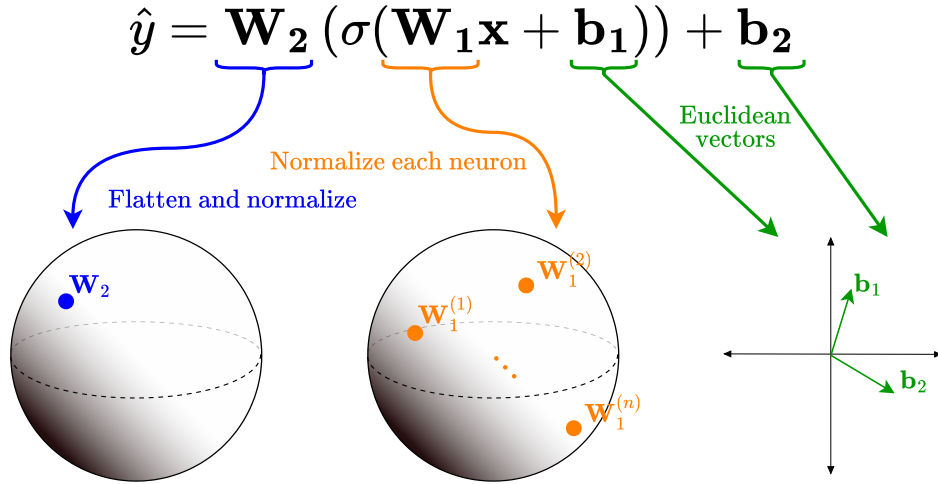 ŷ = W₂ (σ(W₁x + b₁)) + b₂
Euclidean
vectors
Normalize each neuron
Flatten and normalize
W₂
W₁⁽¹⁾
W₁⁽²⁾
W₁⁽ⁿ⁾
b₁
b₂